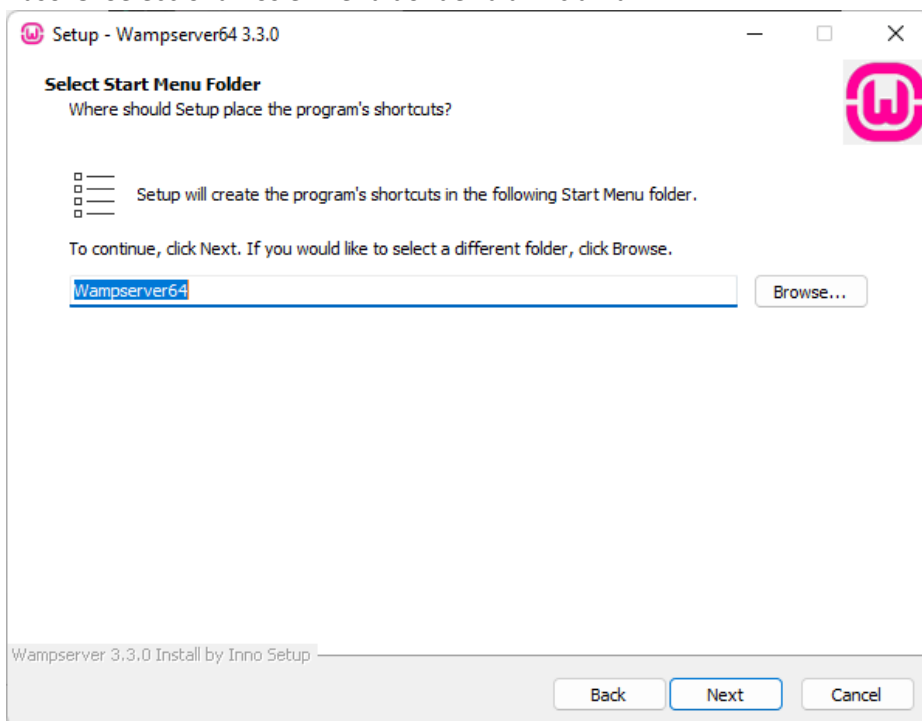 Setup - Wampserver64 3.3.0
Select Start Menu Folder
Where should Setup place the program's shortcuts?
Setup will create the program's shortcuts in the following Start Menu folder.
To continue, click Next. If you would like to select a different folder, click Browse.
Wampserver64
Browse...
Wampserver 3.3.0 Install by Inno Setup
Back
Next
Cancel